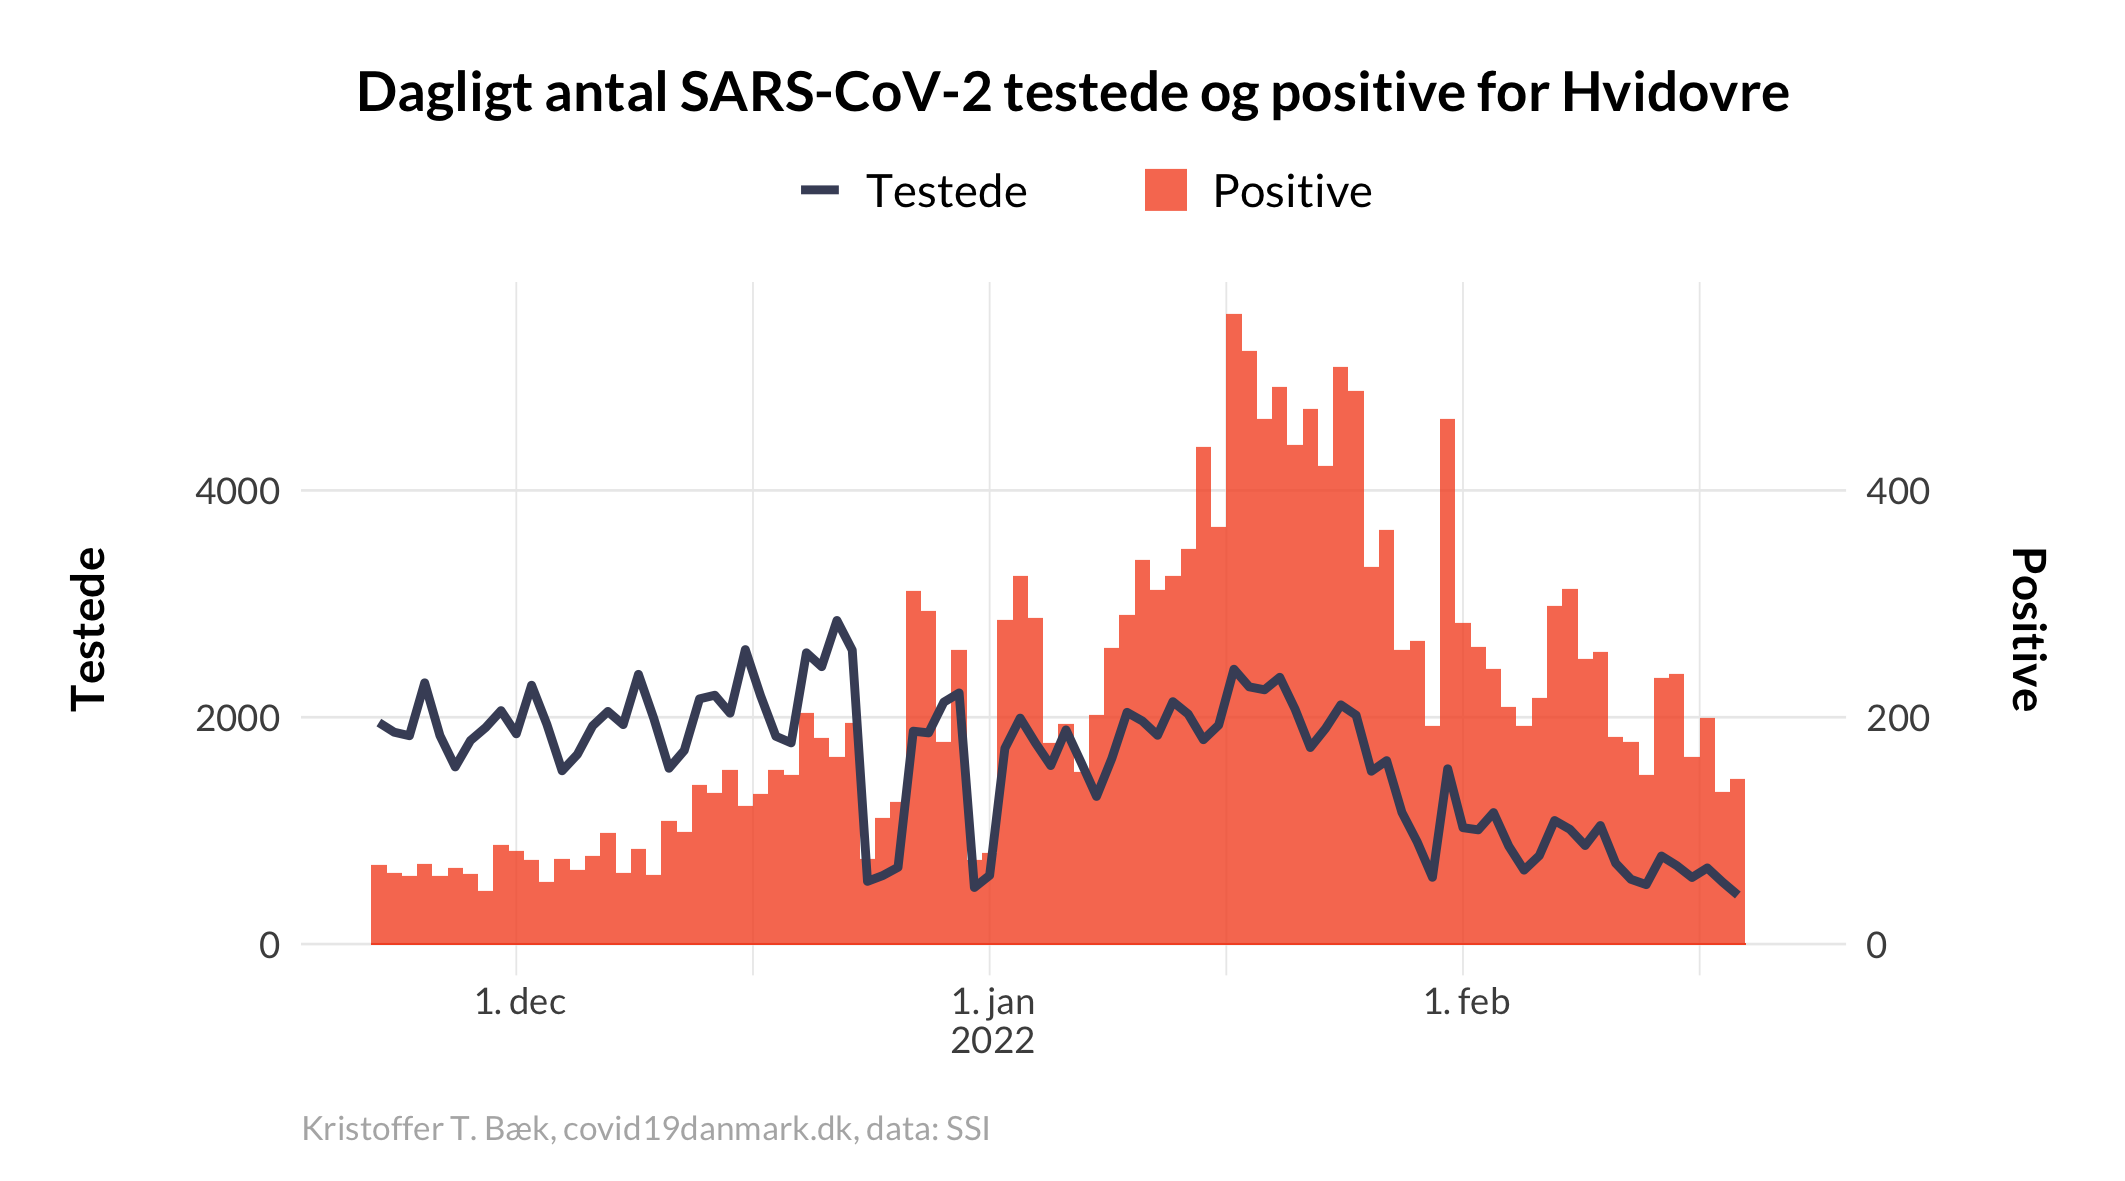 Dagligt antal SARS-CoV-2 testede og positive for Hvidovre
Testede
Positive
4000
2000
0
Testede
400
200
0
Positive
1. dec
1. jan
2022
1. feb
Kristoffer T. Bæk, covid19danmark.dk, data: SSI